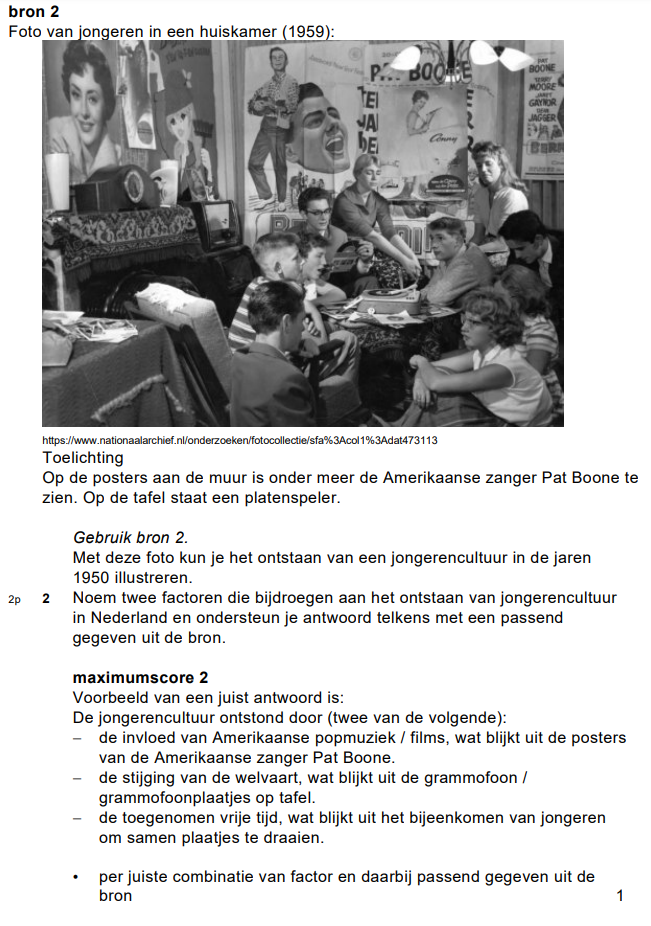 bron 2
Foto van jongeren in een huiskamer (1959):
PAT BOONE
PAT
BOONE
TERRY
MOORE
JANET
GAYNOR
DEAN
JAGGER
BERN
TE
JA
DE
Conny
https://www.nationaalarchief.nl/onderzoeken/fotocollectie/sfa%3Acol1%3Adat473113
Toelichting
Op de posters aan de muur is onder meer de Amerikaanse zanger Pat Boone te
zien. Op de tafel staat een platenspeler.
Gebruik bron 2.
Met deze foto kun je het ontstaan van een jongerencultuur in de jaren
1950 illustreren.
2p 2 Noem twee factoren die bijdroegen aan het ontstaan van jongerencultuur
in Nederland en ondersteun je antwoord telkens met een passend
gegeven uit de bron.
maximumscore 2
Voorbeeld van een juist antwoord is:
De jongerencultuur ontstond door (twee van de volgende):
– de invloed van Amerikaanse popmuziek / films, wat blijkt uit de posters
van de Amerikaanse zanger Pat Boone.
– de stijging van de welvaart, wat blijkt uit de grammofoon /
grammofoonplaatjes op tafel.
– de toegenomen vrije tijd, wat blijkt uit het bijeenkomen van jongeren
om samen plaatjes te draaien.
• per juiste combinatie van factor en daarbij passend gegeven uit de
bron 1